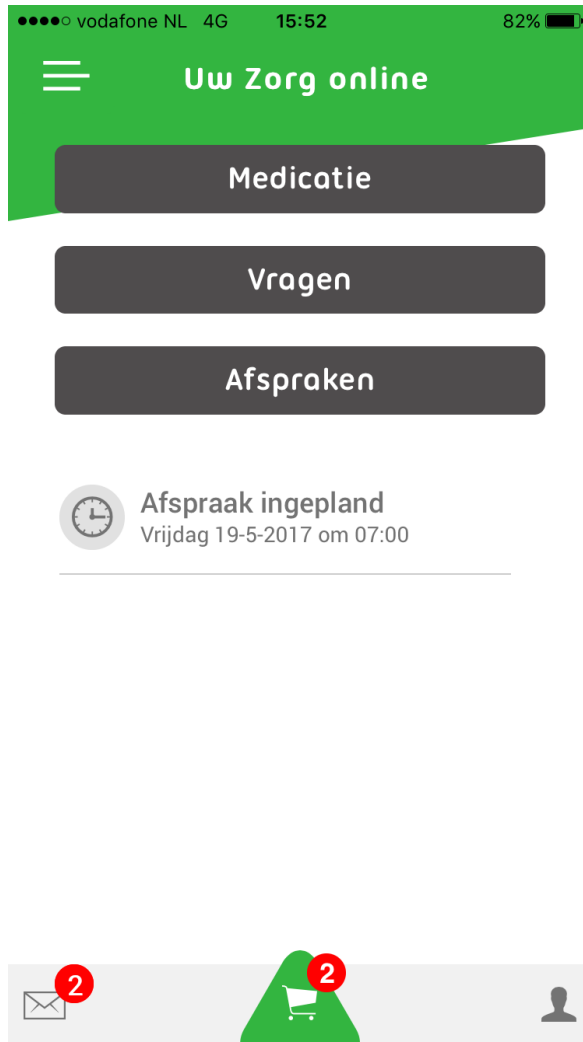 vodafone NL 4G 15:52 82%
Uw Zorg online
Medicatie
Vragen
Afspraken
Afspraak ingepland
Vrijdag 19-5-2017 om 07:00
2
2